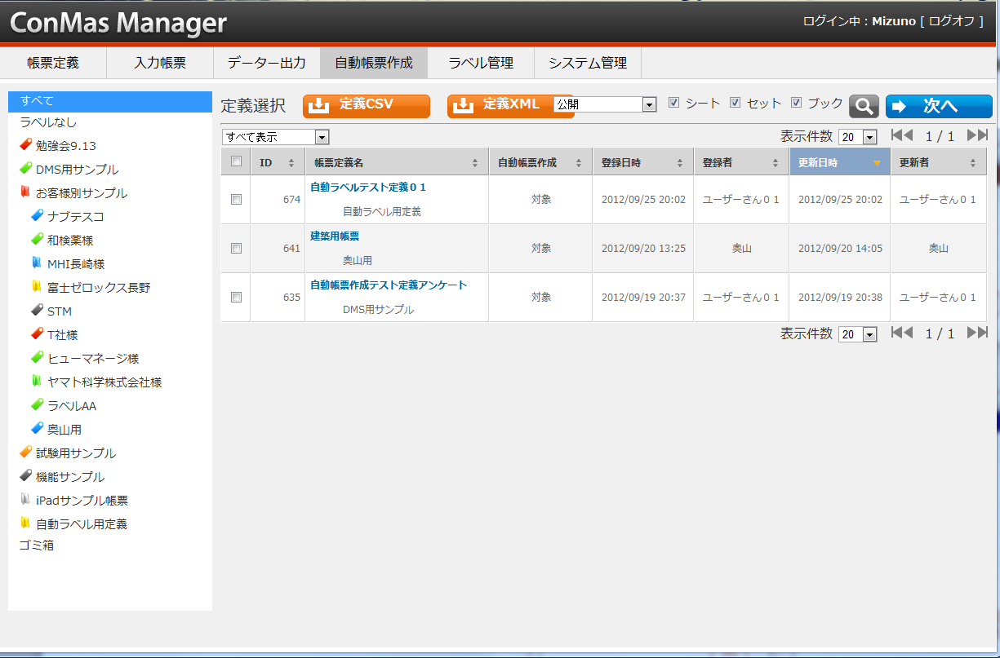 ConMas Manager
ログイン中：Mizuno [ ログオフ ]
帳票定義 入力帳票 データー出力 自動帳票作成 ラベル管理 システム管理
すべて
ラベルなし
勉強会9.13
DMS用サンプル
お客様別サンプル
ナブテスコ
和検薬様
MHI長崎様
富士ゼロックス長野
STM
T社様
ヒューマネージ様
ヤマト科学株式会社様
ラベルAA
奥山用
試験用サンプル
機能サンプル
iPadサンプル帳票
自動ラベル用定義
ゴミ箱
定義選択 定義CSV 定義XML 公開 シート セット ブック 次へ
すべて表示 表示件数 20 1 / 1
ID 帳票定義名 自動帳票作成 登録日時 登録者 更新日時 更新者
674 自動ラベルテスト定義０１ 対象 2012/09/25 20:02 ユーザーさん０１ 2012/09/25 20:02 ユーザーさん０１
自動ラベル用定義
641 建築用帳票 対象 2012/09/20 13:25 奥山 2012/09/20 14:05 奥山
奥山用
635 自動帳票作成テスト定義アンケート 対象 2012/09/19 20:37 ユーザーさん０１ 2012/09/19 20:38 ユーザーさん０１
DMS用サンプル
表示件数 20 1 / 1